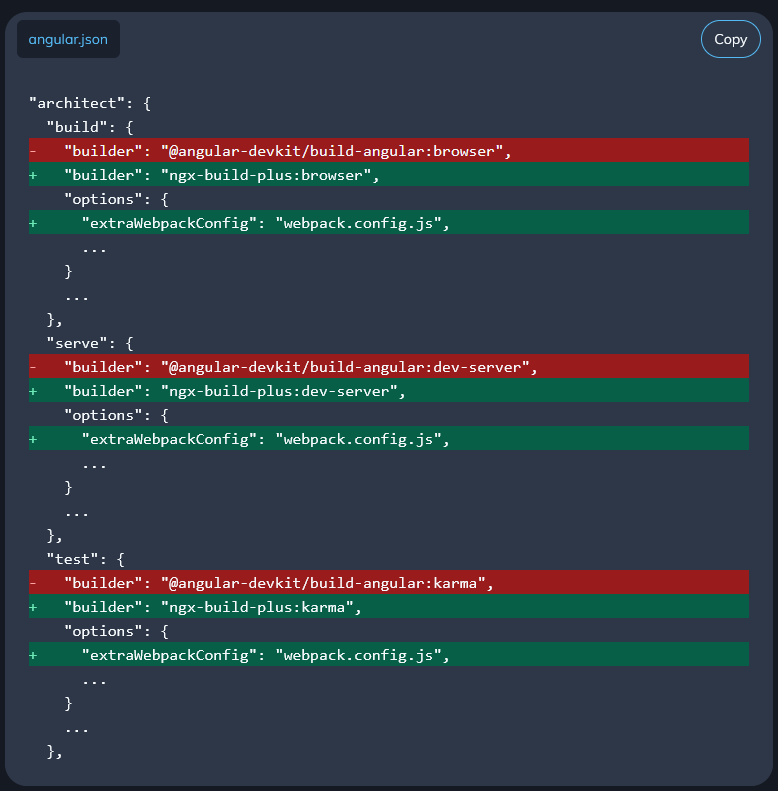 angular.json
Copy
"architect": {
  "build": {
-   "builder": "@angular-devkit/build-angular:browser",
+   "builder": "ngx-build-plus:browser",
    "options": {
+     "extraWebpackConfig": "webpack.config.js",
      ...
    }
    ...
  },
  "serve": {
-   "builder": "@angular-devkit/build-angular:dev-server",
+   "builder": "ngx-build-plus:dev-server",
    "options": {
+     "extraWebpackConfig": "webpack.config.js",
      ...
    }
    ...
  },
  "test": {
-   "builder": "@angular-devkit/build-angular:karma",
+   "builder": "ngx-build-plus:karma",
    "options": {
+     "extraWebpackConfig": "webpack.config.js",
      ...
    }
    ...
  },